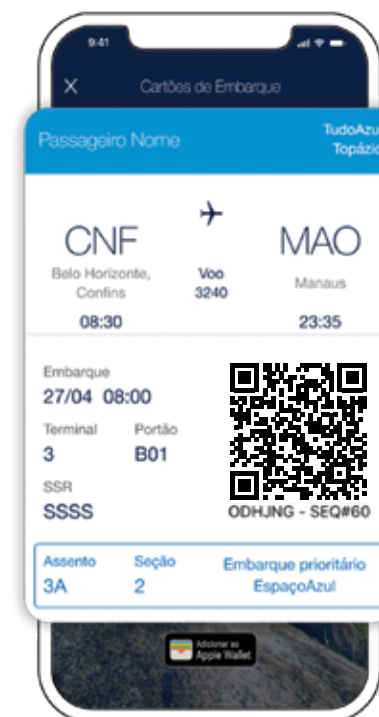 9:41
Cartões de Embarque
Passageiro Nome
TudoAzul
Topázio
CNF
MAO
Belo Horizonte,
Confins
Voo
3240
Manaus
08:30
23:35
Embarque
27/04 08:00
Terminal
Portão
3
B01
SSR
SSSS
ODHJNG - SEQ#60
Assento
Seção
Embarque prioritário
3A
2
EspaçoAzul
Adicionar ao
Apple Wallet